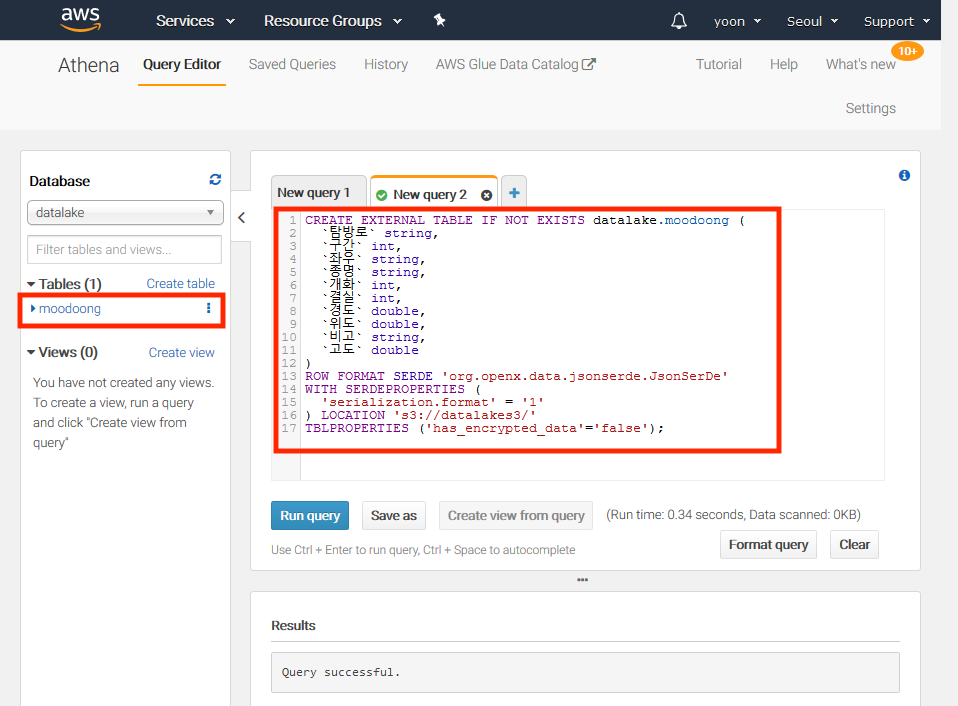 aws Services Resource Groups yoon Seoul Support
Athena Query Editor Saved Queries History AWS Glue Data Catalog Tutorial Help What's new 10+
Settings
Database
datalake
Filter tables and views...
Tables (1) Create table
moodoong
Views (0) Create view
You have not created any views.
To create a view, run a query
and click "Create view from
query"
New query 1 New query 2 +
1 CREATE EXTERNAL TABLE IF NOT EXISTS datalake.moodoong (
2 `탐방로` string,
3 `구간` int,
4 `좌우` string,
5 `종명` string,
6 `개화` int,
7 `결실` int,
8 `경도` double,
9 `위도` double,
10 `비고` string,
11 `고도` double
12 )
13 ROW FORMAT SERDE 'org.openx.data.jsonserde.JsonSerDe'
14 WITH SERDEPROPERTIES (
15 'serialization.format' = '1'
16 ) LOCATION 's3://datalakes3/'
17 TBLPROPERTIES ('has_encrypted_data'='false');
Run query Save as Create view from query (Run time: 0.34 seconds, Data scanned: 0KB)
Use Ctrl + Enter to run query, Ctrl + Space to autocomplete
Format query Clear
Results
Query successful.